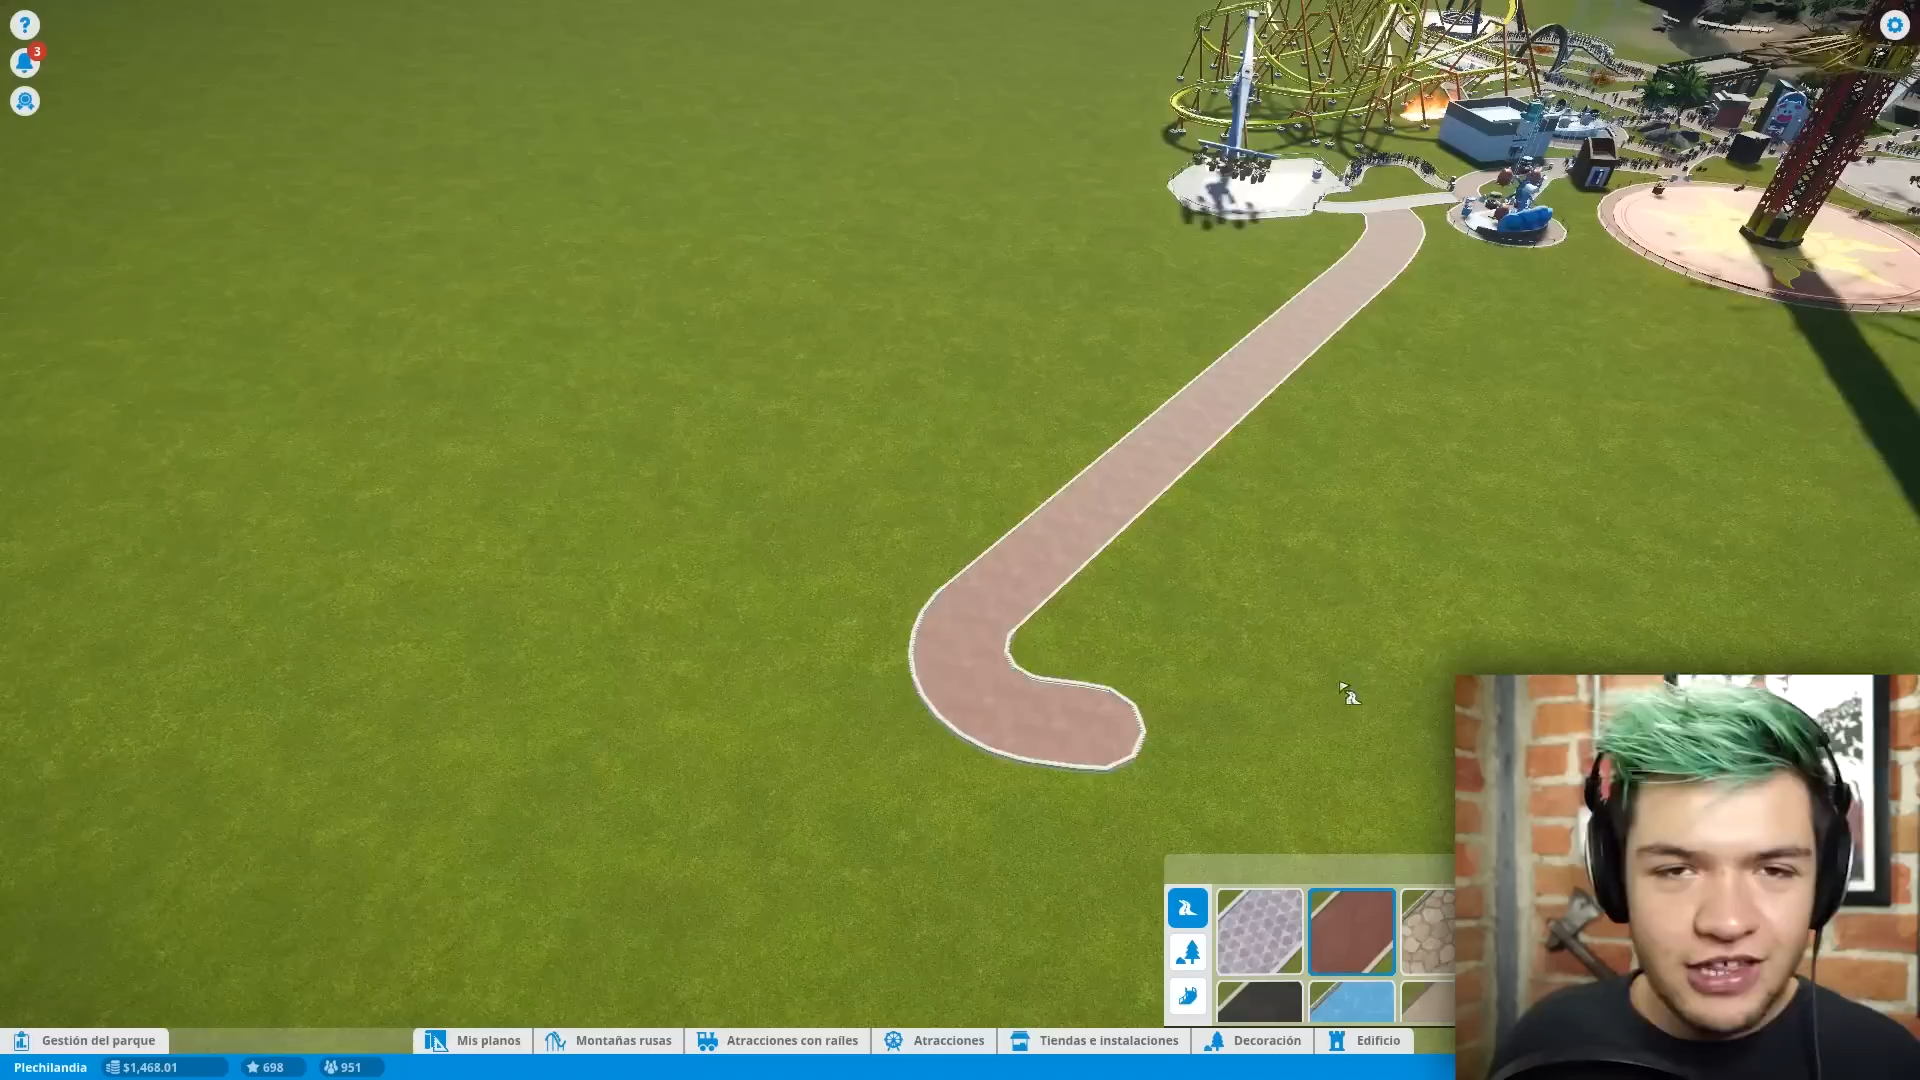 ?
3
Gestión del parque
Mis planos
Montañas rusas
Atracciones con raíles
Atracciones
Tiendas e instalaciones
Decoración
Edificio
Plechilandia
$1,468.01
698
951